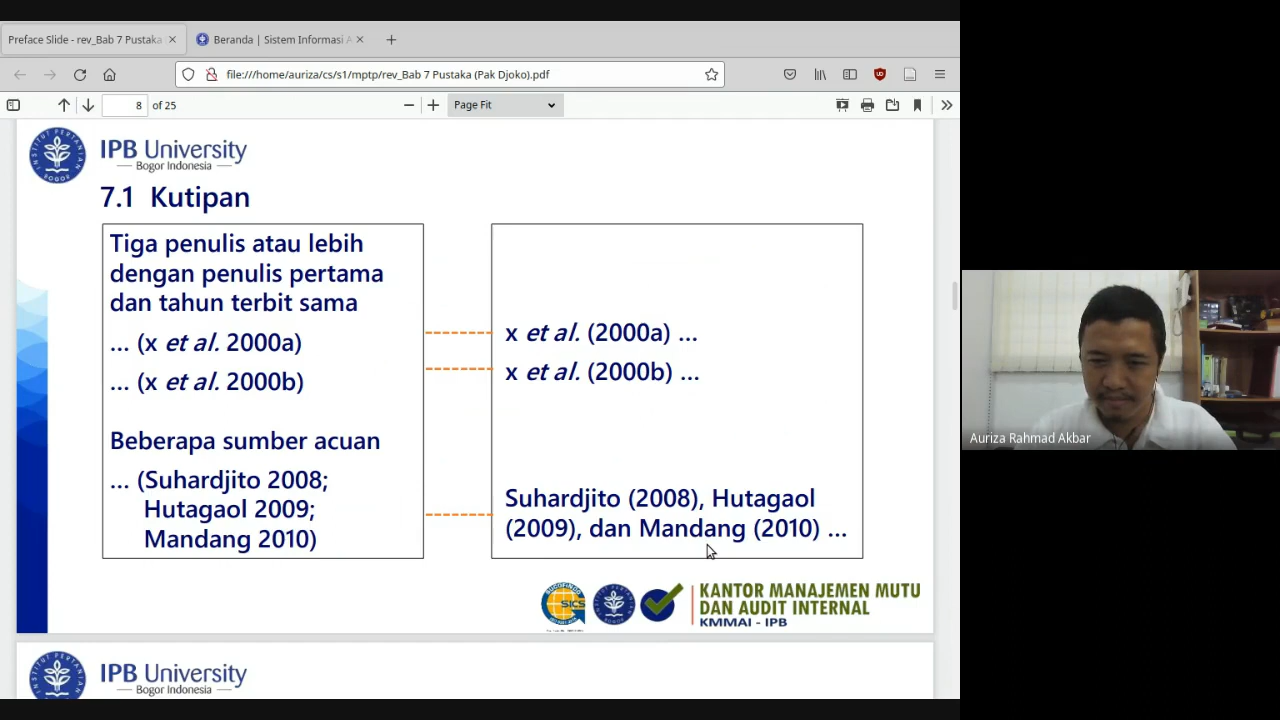 Preface Slide - rev_Bab 7 Pustaka
Beranda | Sistem Informasi A
file:///home/auriza/cs/s1/mptp/rev_Bab 7 Pustaka (Pak Djoko).pdf
8 of 25
Page Fit
INSTITUT PERTANIAN BOGOR
IPB University
Bogor Indonesia
7.1 Kutipan
Tiga penulis atau lebih
dengan penulis pertama
dan tahun terbit sama
... (x et al. 2000a)
... (x et al. 2000b)
Beberapa sumber acuan
... (Suhardjito 2008;
Hutagaol 2009;
Mandang 2010)
x et al. (2000a) ...
x et al. (2000b) ...
Suhardjito (2008), Hutagaol
(2009), dan Mandang (2010) ...
SICS
KANTOR MANAJEMEN MUTU
DAN AUDIT INTERNAL
KMMAI - IPB
IPB University
Bogor Indonesia
Auriza Rahmad Akbar